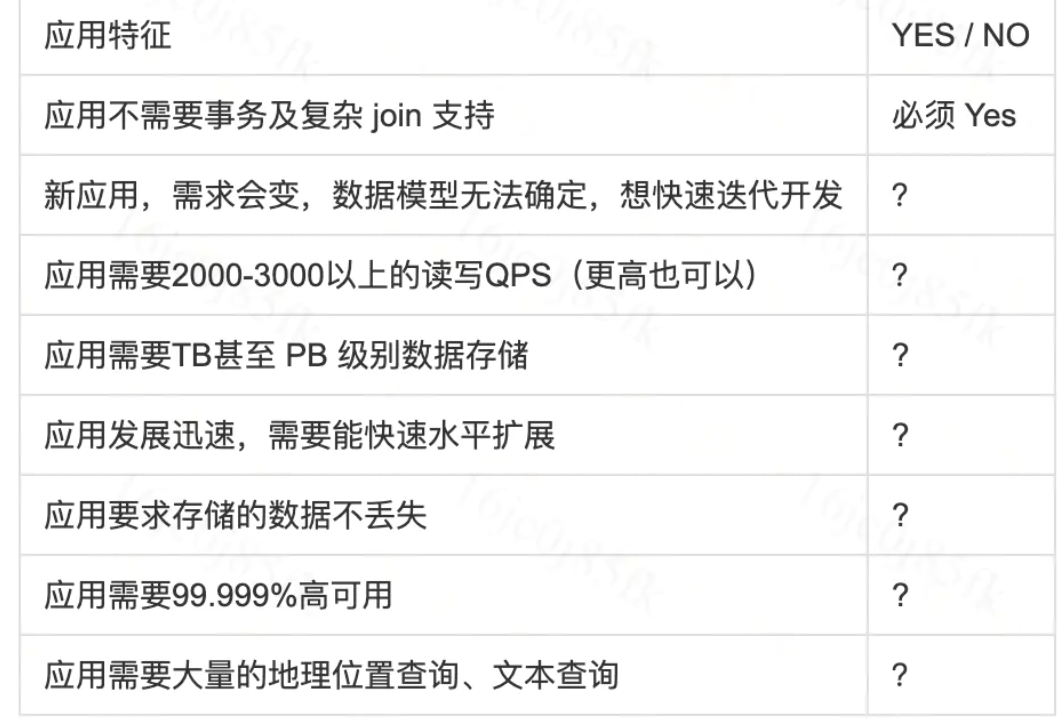 应用特征 YES / NO
应用不需要事务及复杂 join 支持 必须 Yes
新应用，需求会变，数据模型无法确定，想快速迭代开发 ?
应用需要2000-3000以上的读写QPS（更高也可以） ?
应用需要TB甚至 PB 级别数据存储 ?
应用发展迅速，需要能快速水平扩展 ?
应用要求存储的数据不丢失 ?
应用需要99.999%高可用 ?
应用需要大量的地理位置查询、文本查询 ?